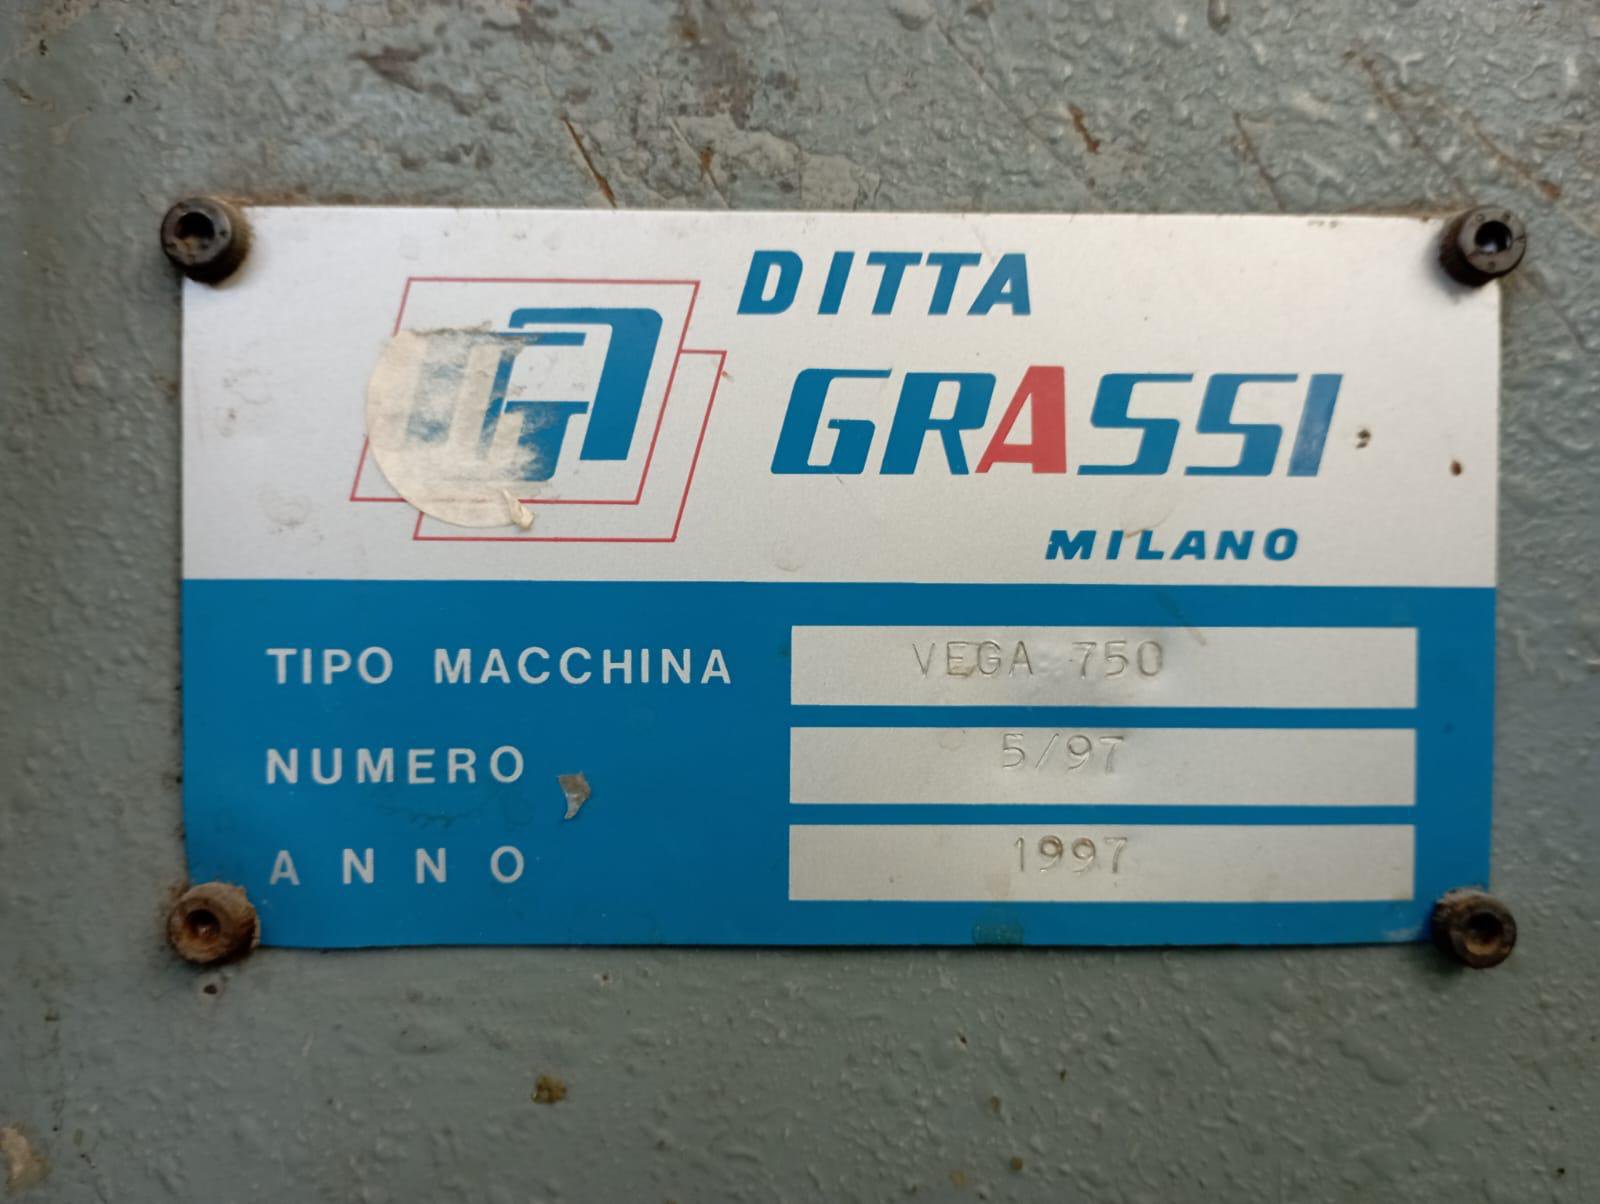 DITTA
GRASSI
MILANO
TIPO MACCHINA VEGA 750
NUMERO 5/97
ANNO 1997